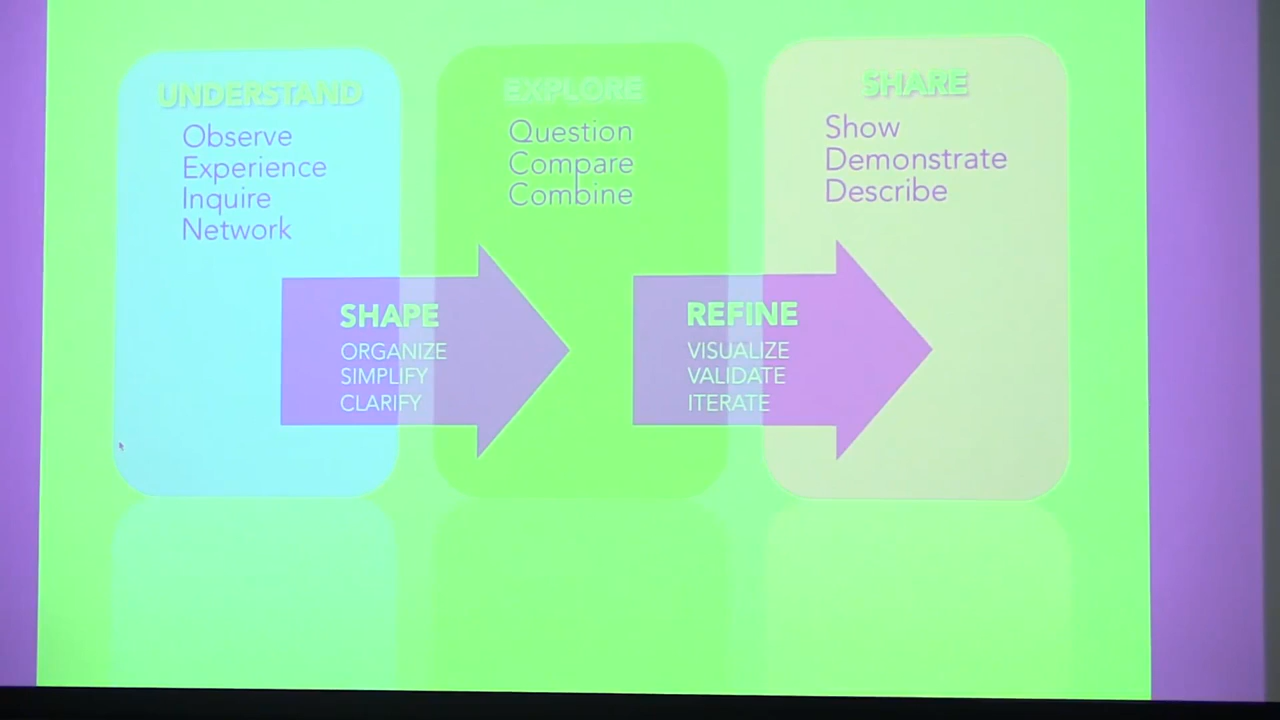 UNDERSTAND
Observe
Experience
Inquire
Network
SHAPE
ORGANIZE
SIMPLIFY
CLARIFY
EXPLORE
Question
Compare
Combine
REFINE
VISUALIZE
VALIDATE
ITERATE
SHARE
Show
Demonstrate
Describe